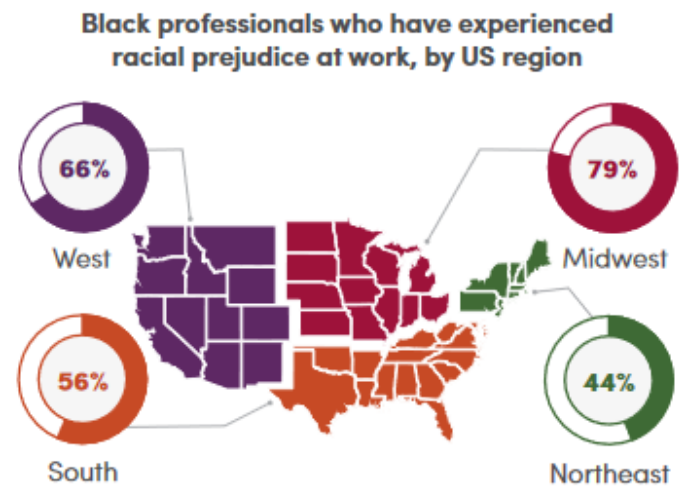 Black professionals who have experienced
racial prejudice at work, by US region
66%
West
79%
Midwest
56%
South
44%
Northeast